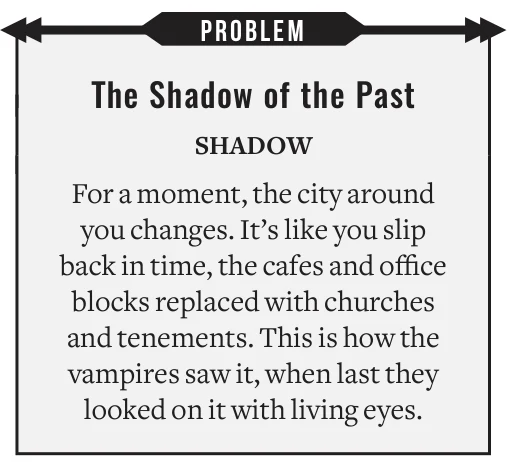 PROBLEM
The Shadow of the Past
SHADOW
For a moment, the city around
you changes. It’s like you slip
back in time, the cafes and office
blocks replaced with churches
and tenements. This is how the
vampires saw it, when last they
looked on it with living eyes.